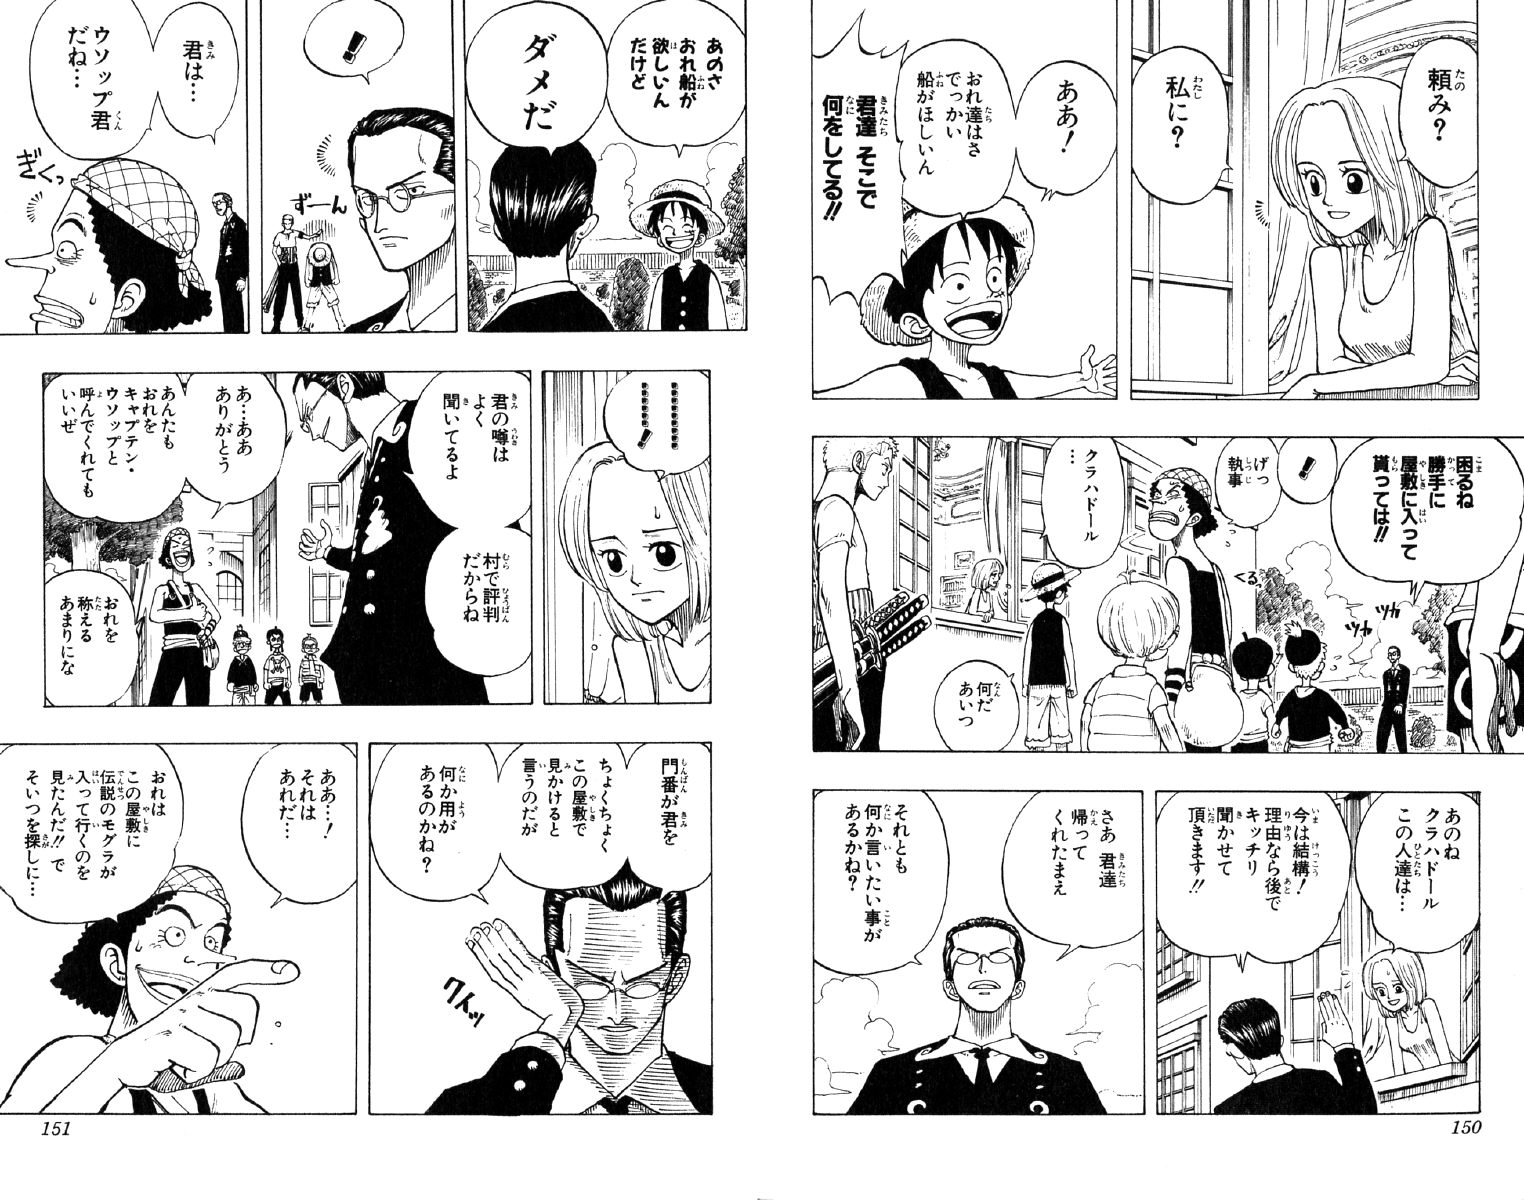 頼み？
私に？
ああ！
おれ達はさ
でっかい
船がほしいん
君達 そこで
何をしてる!!
困るね
勝手に
屋敷に入って
貰っては!!
！
げっ
執事
クラハドール
…
くる
ツカ
ツカ
何だ
あいつ
あのね
クラハドール
この人達は…
今は結構！
理由なら後で
キッチリ
聞かせて
頂きます!!
さあ 君達
帰って
くれたまえ
それとも
何か言いたい事が
あるかね？
150
あのさ
おれ船が
欲しいん
だけど
ダメだ
！
ずーん
君は…
ウソップ君
だね…
ぎくっ
………………！
君の噂は
よく
聞いてるよ
村で評判
だからね
あ…ああ
ありがとう
あんたも
おれを
キャプテン・
ウソップと
呼んでくれても
いいぜ
おれを
称える
あまりにな
門番が君を
ちょくちょく
この屋敷で
見かけると
言うのだが
何か用が
あるのかね？
クイッ
ああ…！
それは
あれだ…
おれは
この屋敷に
伝説のモグラが
入って行くのを
見たんだ!!で
そいつを探しに…
151